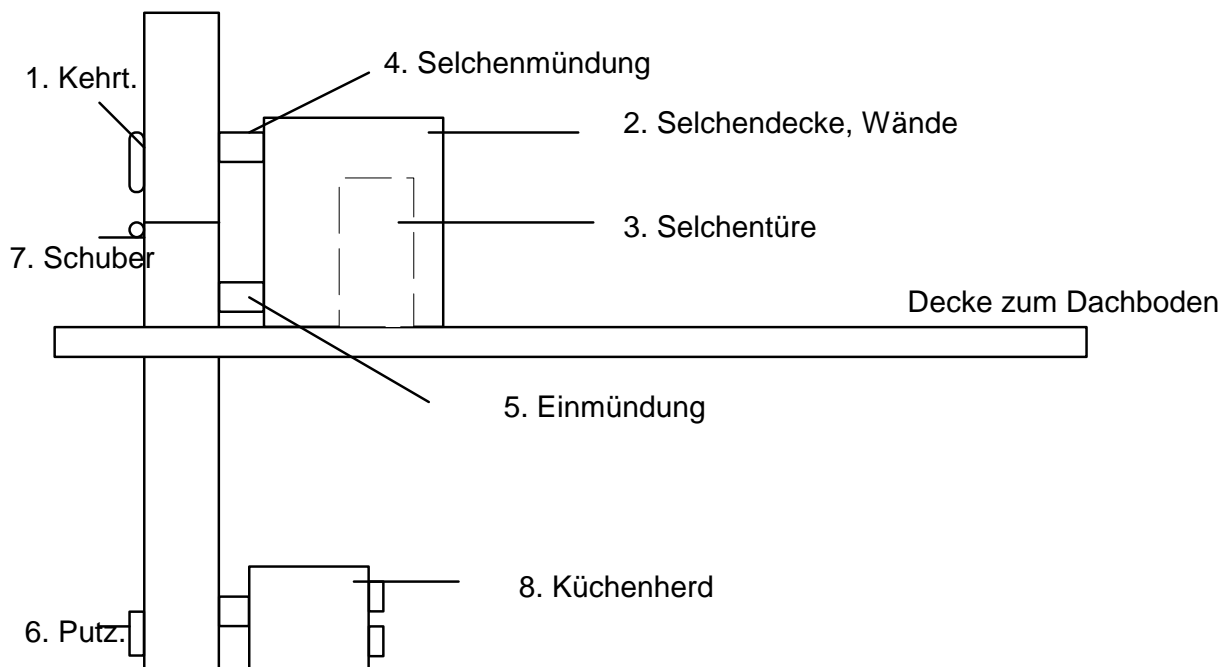 4. Selchenmündung
1. Kehrt.
2. Selchendecke, Wände
3. Selchentüre
7. Schuber
Decke zum Dachboden
5. Einmündung
8. Küchenherd
6. Putz.